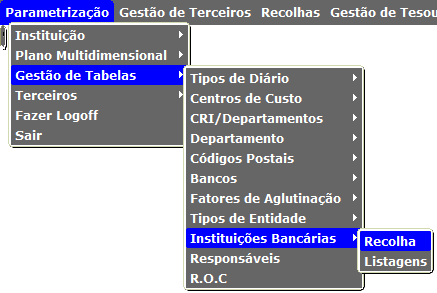 Parametrização Gestão de Terceiros Recolhas Gestão de Tesou
Instituição
Plano Multidimensional
Gestão de Tabelas
Terceiros
Fazer Logoff
Sair
Tipos de Diário
Centros de Custo
CRI/Departamentos
Departamento
Códigos Postais
Bancos
Fatores de Aglutinação
Tipos de Entidade
Instituições Bancárias
Responsáveis
R.O.C
Recolha
Listagens